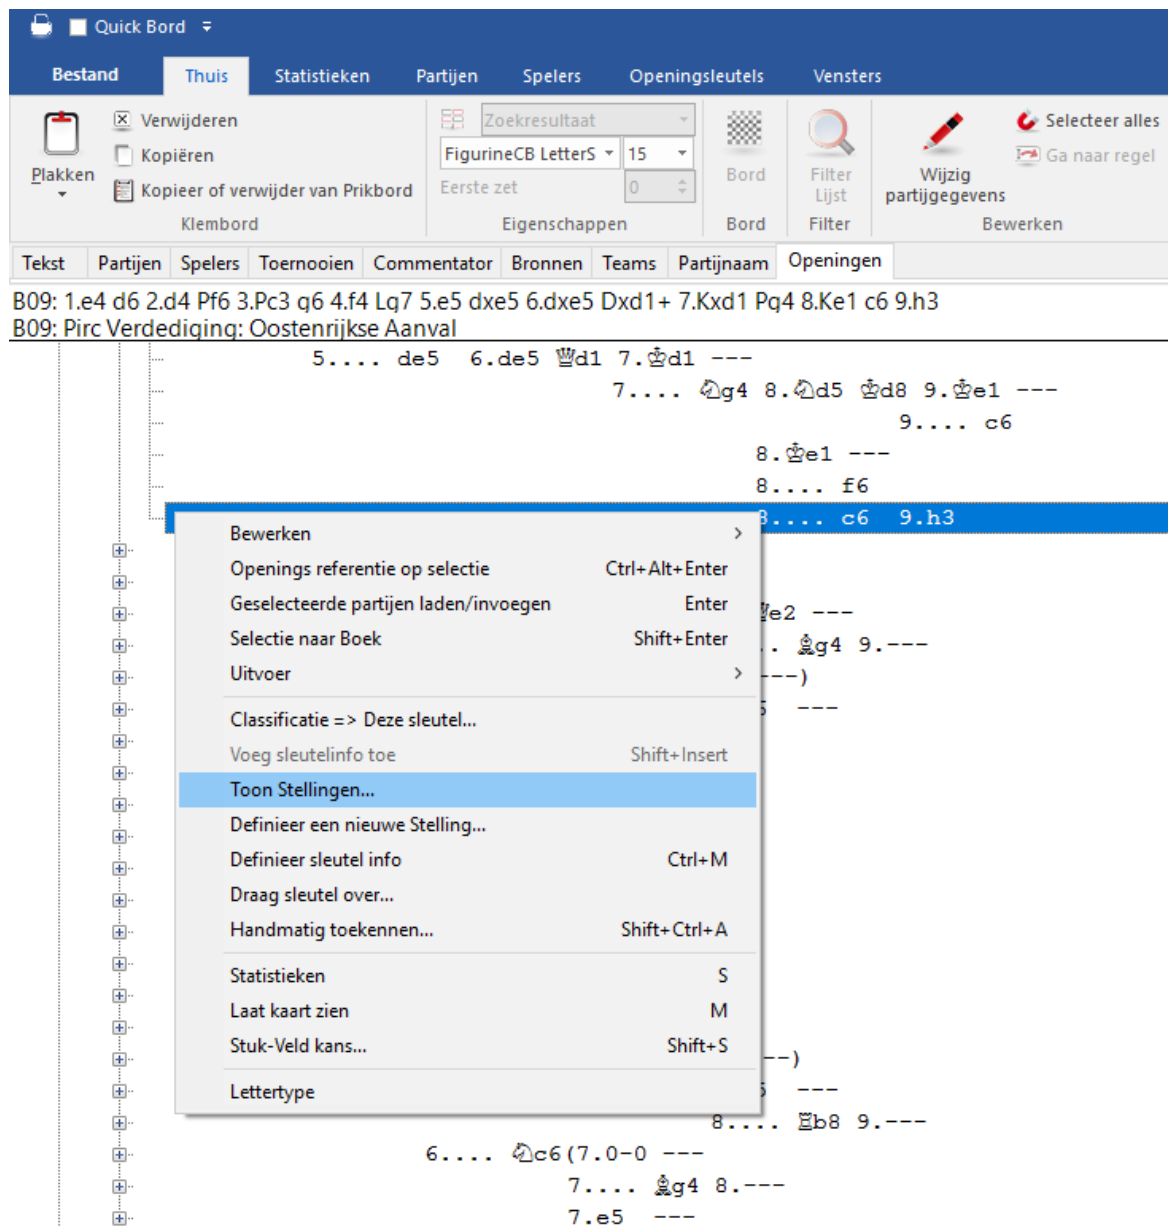 Quick Bord
Bestand Thuis Statistieken Partijen Spelers Openingsleutels Vensters
Plakken
Verwijderen
Kopiëren
Kopieer of verwijder van Prikbord
Klembord
Zoekresultaat
FigurineCB LetterS 15
Eerste zet 0
Eigenschappen
Bord
Bord
Filter
Lijst
Filter
Wijzig
partijgegevens
Selecteer alles
Ga naar regel
Bewerken
Tekst Partijen Spelers Toernooien Commentator Bronnen Teams Partijnaam Openingen
B09: 1.e4 d6 2.d4 Pf6 3.Pc3 g6 4.f4 Lg7 5.e5 dxe5 6.dxe5 Dxd1+ 7.Kxd1 Pg4 8.Ke1 c6 9.h3
B09: Pirc Verdediging: Oostenrijkse Aanval
5.... de5 6.de5 ♕d1 7.♔d1 ---
7.... ♘g4 8.♘d5 ♔d8 9.♔e1 ---
9.... c6
8.♔e1 ---
8.... f6
8.... c6 9.h3
Bewerken
Openings referentie op selectie Ctrl+Alt+Enter
Geselecteerde partijen laden/invoegen Enter
Selectie naar Boek Shift+Enter
Uitvoer
Classificatie => Deze sleutel...
Voeg sleutelinfo toe Shift+Insert
Toon Stellingen...
Definieer een nieuwe Stelling...
Definieer sleutel info Ctrl+M
Draag sleutel over...
Handmatig toekennen... Shift+Ctrl+A
Statistieken S
Laat kaart zien M
Stuk-Veld kans... Shift+S
Lettertype
♕e2 ---
.. ♗g4 9.---
---)
---
--)
---
8.... ♖b8 9.---
6.... ♘c6(7.0-0 ---
7.... ♗g4 8.---
7.e5 ---